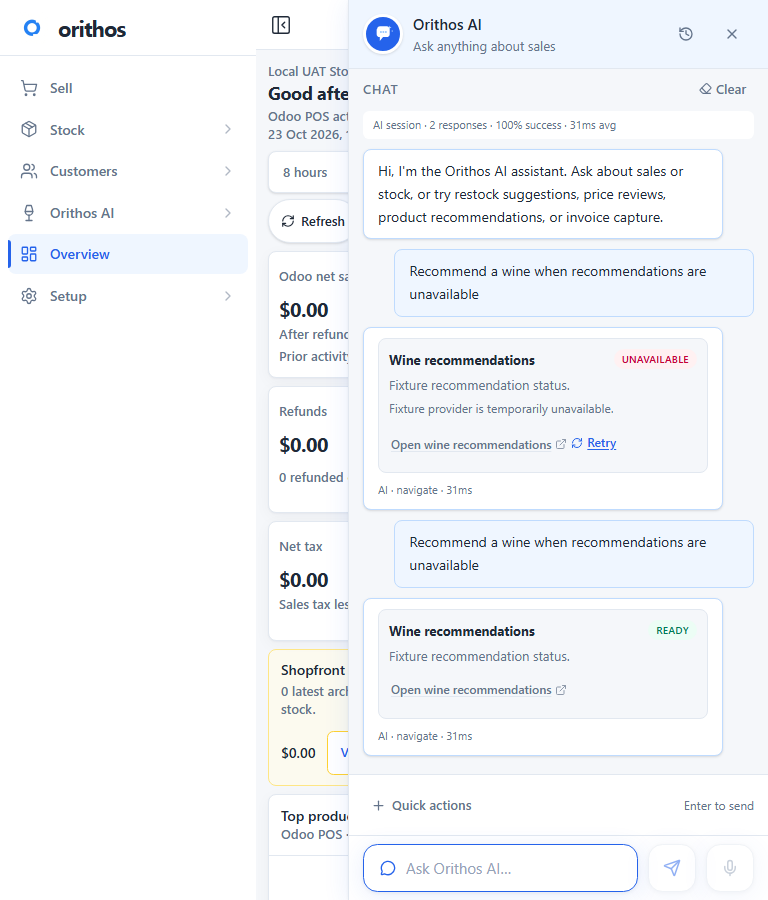 orithos
Sell
Stock
Customers
Orithos AI
Overview
Setup
Local UAT Sto
Good afte
Odoo POS act
23 Oct 2026,
8 hours
Refresh
Odoo net sa
$0.00
After refund
Prior activity
Refunds
$0.00
0 refunded
Net tax
$0.00
Sales tax les
Shopfront
0 latest arch
stock.
$0.00
V
Top produ
Odoo POS ·
Orithos AI
Ask anything about sales
CHAT
Clear
AI session · 2 responses · 100% success · 31ms avg
Hi, I'm the Orithos AI assistant. Ask about sales or
stock, or try restock suggestions, price reviews,
product recommendations, or invoice capture.
Recommend a wine when recommendations are
unavailable
Wine recommendations
UNAVAILABLE
Fixture recommendation status.
Fixture provider is temporarily unavailable.
Open wine recommendations
Retry
AI · navigate · 31ms
Recommend a wine when recommendations are
unavailable
Wine recommendations
READY
Fixture recommendation status.
Open wine recommendations
AI · navigate · 31ms
Quick actions
Enter to send
Ask Orithos AI...